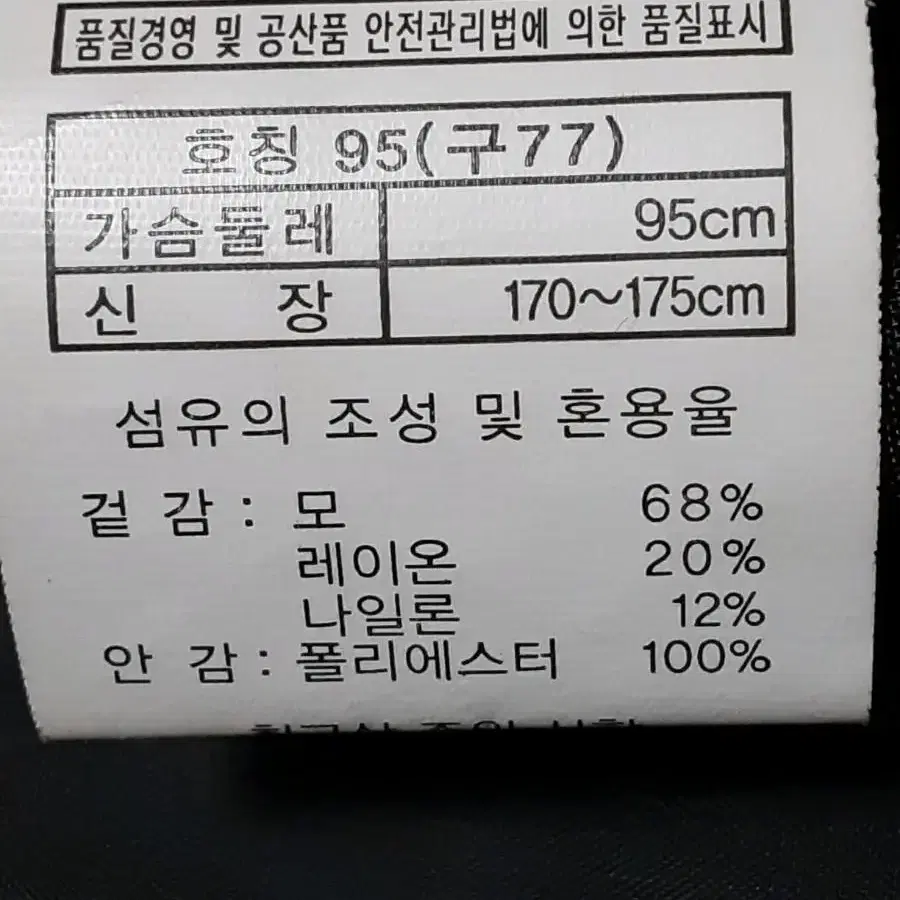 품질경영 및 공산품 안전관리법에 의한 품질표시
호칭 95(구77)
가슴둘레 95cm
신 장 170~175cm
섬유의 조성 및 혼용율
겉 감 : 모 68%
레이온 20%
나일론 12%
안 감 : 폴리에스터 100%